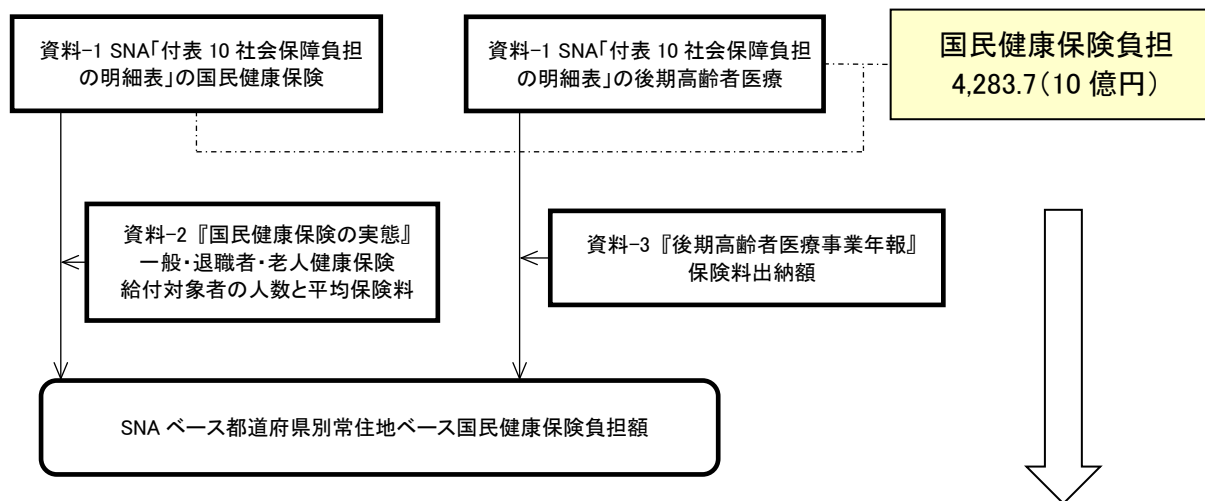 資料-1 SNA「付表 10 社会保障負担
の明細表」の国民健康保険
資料-1 SNA「付表 10 社会保障負担
の明細表」の後期高齢者医療
国民健康保険負担
4,283.7(10 億円)
資料-2 『国民健康保険の実態』
一般・退職者・老人健康保険
給付対象者の人数と平均保険料
資料-3 『後期高齢者医療事業年報』
保険料出納額
SNA ベース都道府県別常住地ベース国民健康保険負担額